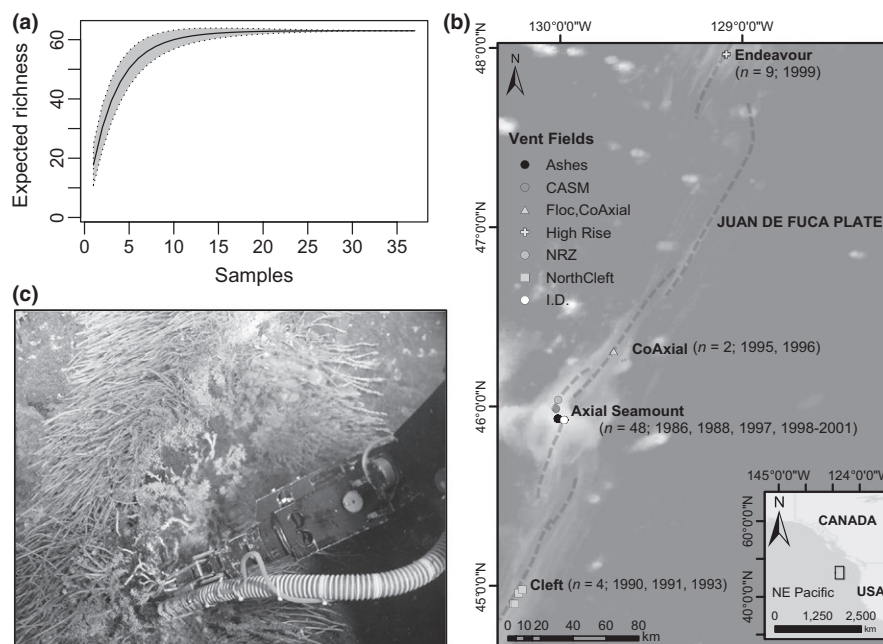 (a)
Expected richness
60
40
20
0
0 5 10 15 20 25 30 35
Samples
(b)
130°0'0"W 129°0'0"W
48°0'0"N
47°0'0"N
46°0'0"N
45°0'0"N
N
Endeavour
(n = 9; 1999)
Vent Fields
Ashes
CASM
Floc,CoAxial
High Rise
NRZ
NorthCleft
I.D.
JUAN DE FUCA PLATE
CoAxial (n = 2; 1995, 1996)
Axial Seamount
(n = 48; 1986, 1988, 1997, 1998-2001)
Cleft (n = 4; 1990, 1991, 1993)
0 10 20 40 60 80
km
145°0'0"W 124°0'0"W
60°0'0"N
40°0'0"N
N
CANADA
USA
NE Pacific
0 1,250 2,500
km
(c)